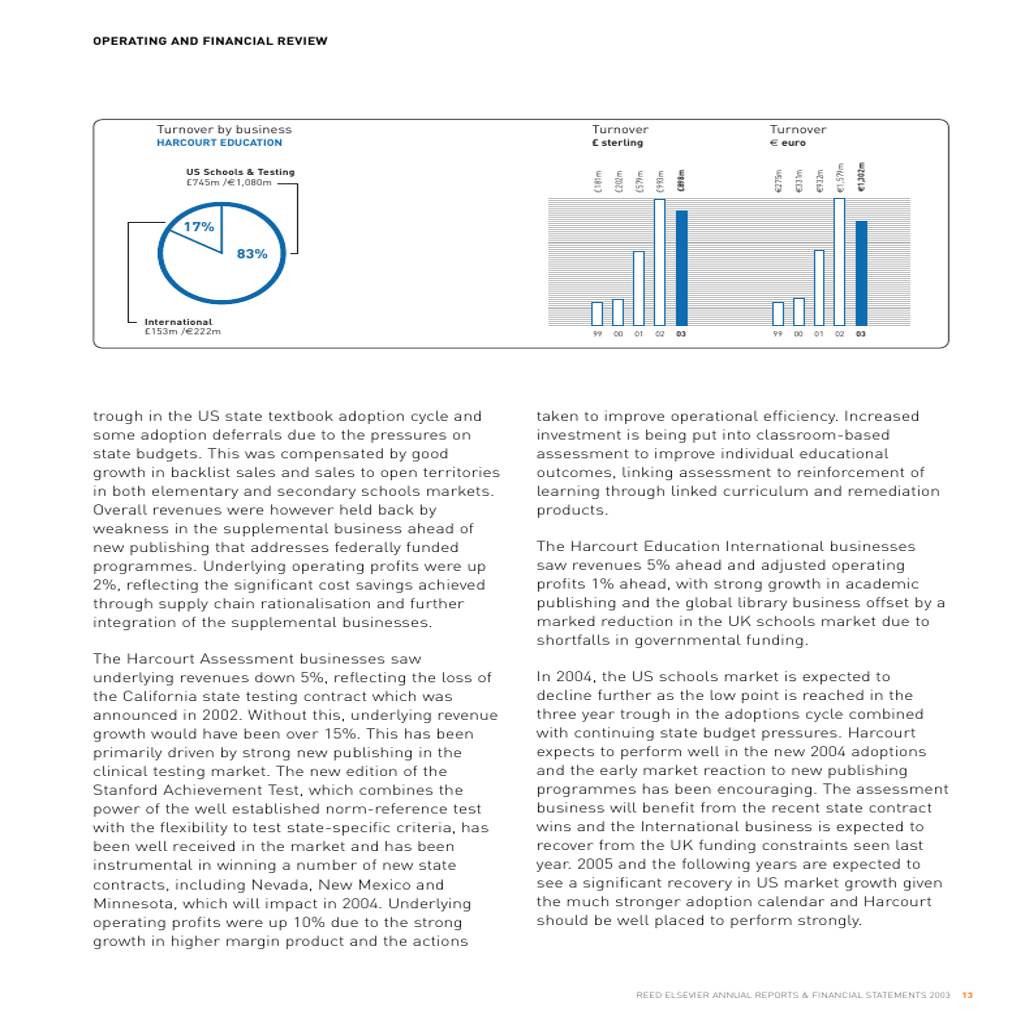 OPERATING AND FINANCIAL REVIEW
Turnover by business
HARCOURT EDUCATION
US Schools & Testing
£745m /€1,080m
17%
83%
International
£153m /€222m
Turnover
£ sterling
£181m
£202m
£579m
£993m
£898m
99 00 01 02 03
Turnover
€ euro
€275m
€331m
€932m
€1,579m
€1,302m
99 00 01 02 03
trough in the US state textbook adoption cycle and
some adoption deferrals due to the pressures on
state budgets. This was compensated by good
growth in backlist sales and sales to open territories
in both elementary and secondary schools markets.
Overall revenues were however held back by
weakness in the supplemental business ahead of
new publishing that addresses federally funded
programmes. Underlying operating profits were up
2%, reflecting the significant cost savings achieved
through supply chain rationalisation and further
integration of the supplemental businesses.
The Harcourt Assessment businesses saw
underlying revenues down 5%, reflecting the loss of
the California state testing contract which was
announced in 2002. Without this, underlying revenue
growth would have been over 15%. This has been
primarily driven by strong new publishing in the
clinical testing market. The new edition of the
Stanford Achievement Test, which combines the
power of the well established norm-reference test
with the flexibility to test state-specific criteria, has
been well received in the market and has been
instrumental in winning a number of new state
contracts, including Nevada, New Mexico and
Minnesota, which will impact in 2004. Underlying
operating profits were up 10% due to the strong
growth in higher margin product and the actions
taken to improve operational efficiency. Increased
investment is being put into classroom-based
assessment to improve individual educational
outcomes, linking assessment to reinforcement of
learning through linked curriculum and remediation
products.
The Harcourt Education International businesses
saw revenues 5% ahead and adjusted operating
profits 1% ahead, with strong growth in academic
publishing and the global library business offset by a
marked reduction in the UK schools market due to
shortfalls in governmental funding.
In 2004, the US schools market is expected to
decline further as the low point is reached in the
three year trough in the adoptions cycle combined
with continuing state budget pressures. Harcourt
expects to perform well in the new 2004 adoptions
and the early market reaction to new publishing
programmes has been encouraging. The assessment
business will benefit from the recent state contract
wins and the International business is expected to
recover from the UK funding constraints seen last
year. 2005 and the following years are expected to
see a significant recovery in US market growth given
the much stronger adoption calendar and Harcourt
should be well placed to perform strongly.
REED ELSEVIER ANNUAL REPORTS & FINANCIAL STATEMENTS 2003 13